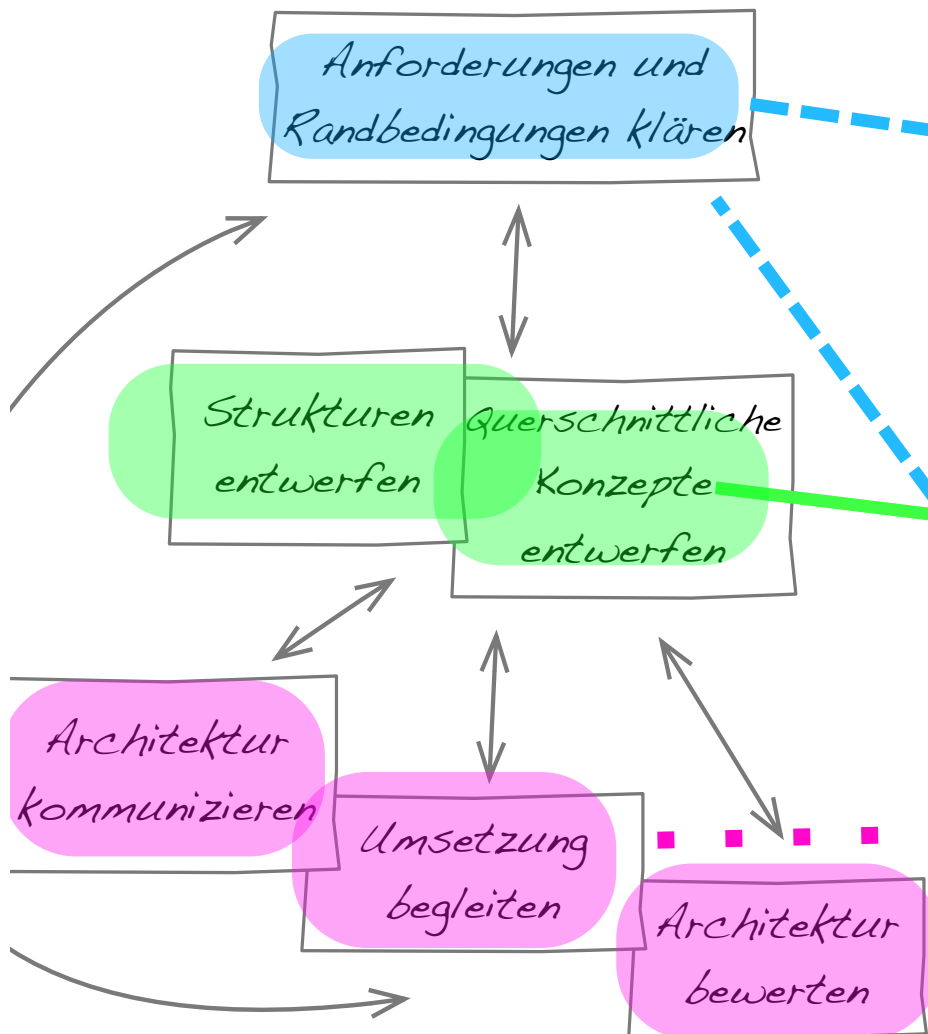 Anforderungen und
Randbedingungen klären
Strukturen
entwerfen
Querschnittliche
Konzepte
entwerfen
Architektur
kommunizieren
Umsetzung
begleiten
Architektur
bewerten